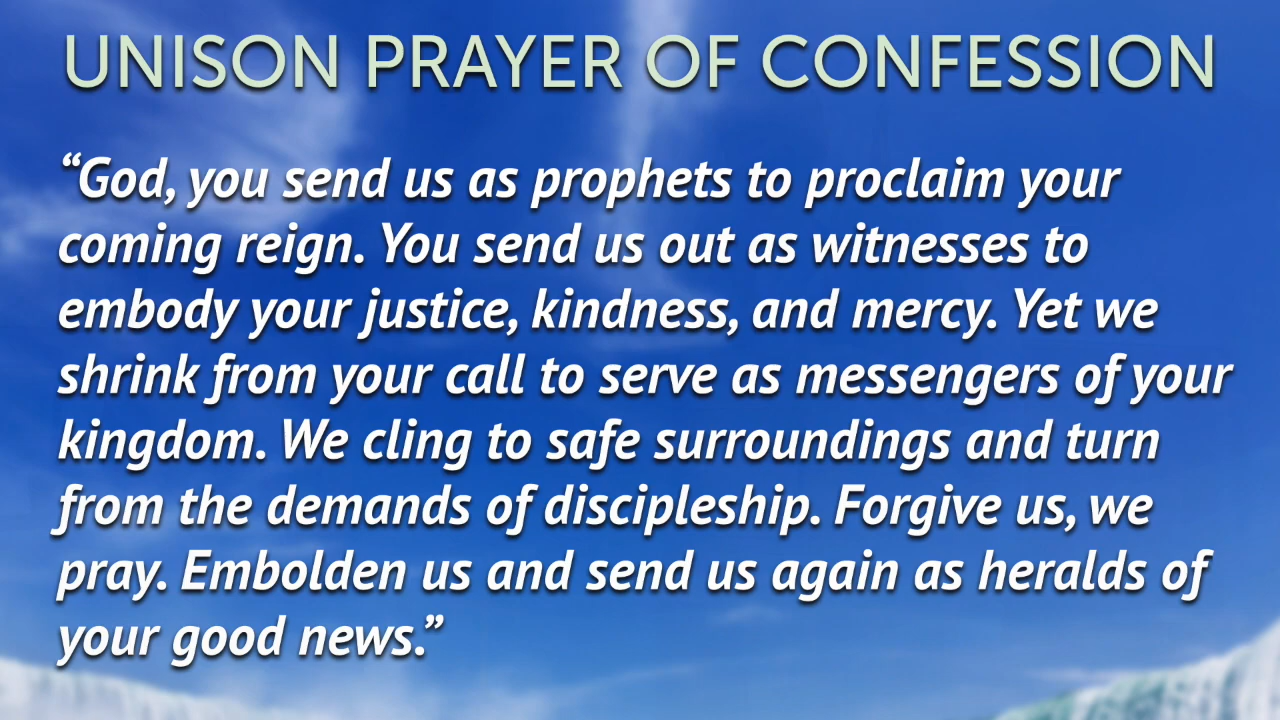 UNISON PRAYER OF CONFESSION
“God, you send us as prophets to proclaim your
coming reign. You send us out as witnesses to
embody your justice, kindness, and mercy. Yet we
shrink from your call to serve as messengers of your
kingdom. We cling to safe surroundings and turn
from the demands of discipleship. Forgive us, we
pray. Embolden us and send us again as heralds of
your good news.”